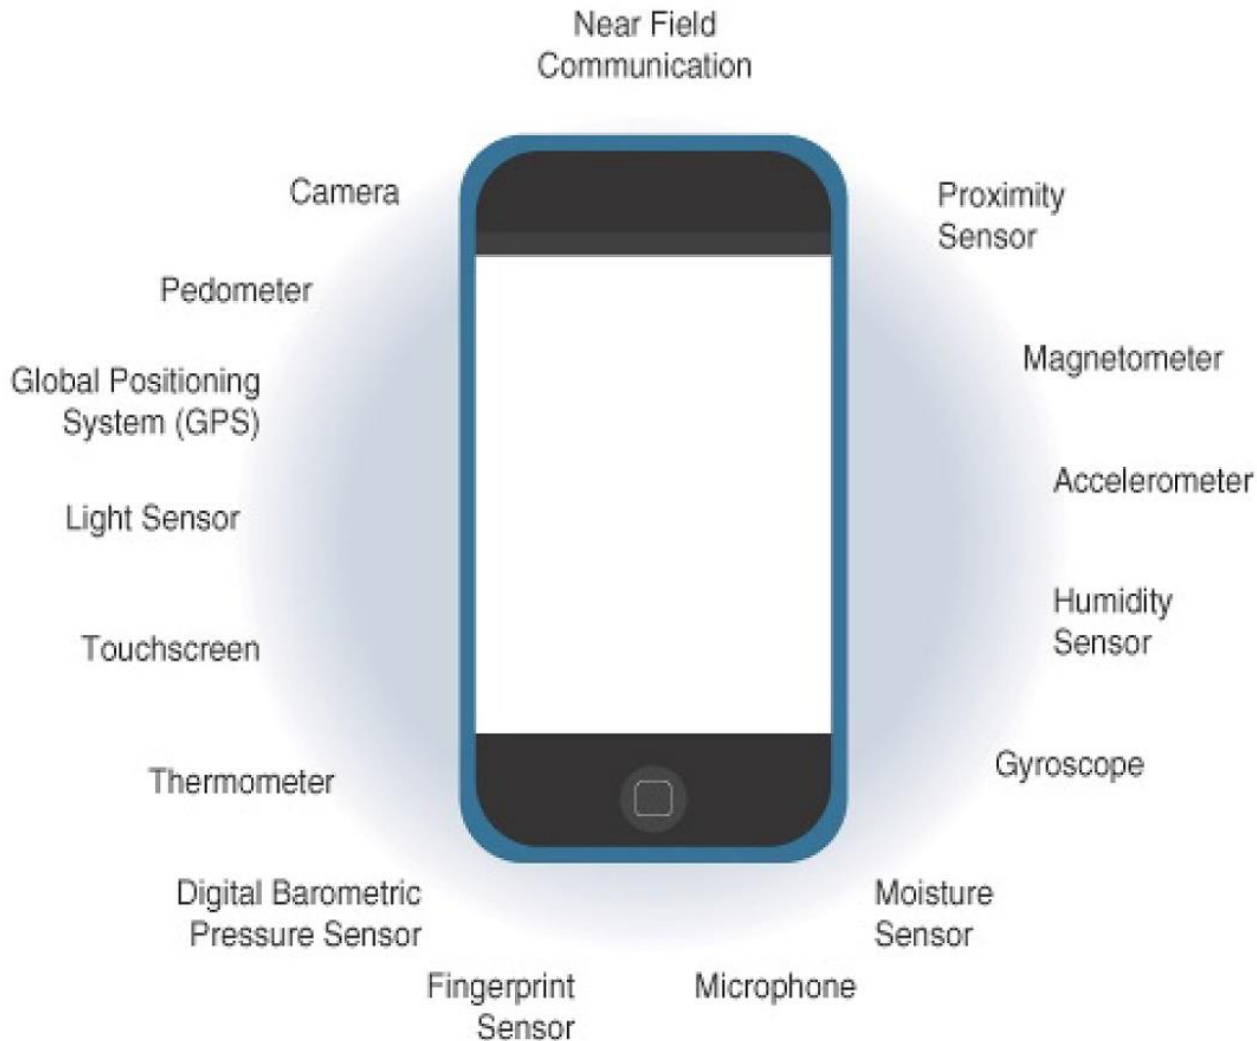 Near Field
Communication
Camera
Proximity
Sensor
Pedometer
Magnetometer
Global Positioning
System (GPS)
Accelerometer
Light Sensor
Humidity
Sensor
Touchscreen
Gyroscope
Thermometer
Digital Barometric
Pressure Sensor
Moisture
Sensor
Fingerprint
Sensor
Microphone